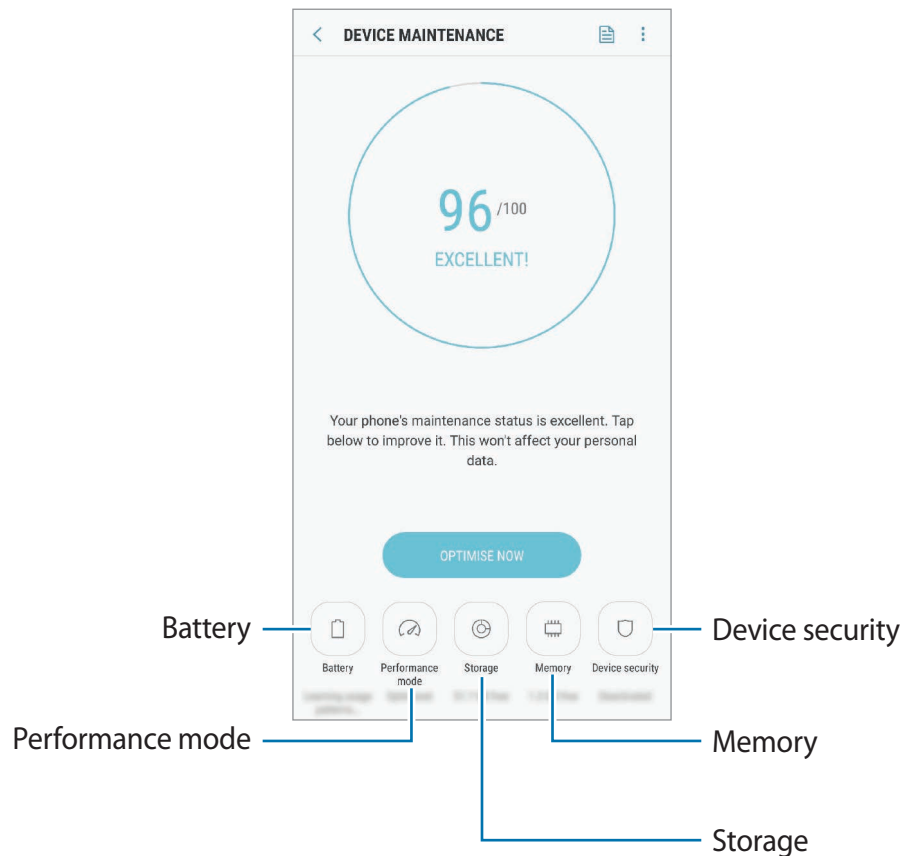 DEVICE MAINTENANCE
96 /100
EXCELLENT!
Your phone's maintenance status is excellent. Tap
below to improve it. This won't affect your personal
data.
OPTIMISE NOW
Battery
Device security
Battery
Performance
mode
Storage
Memory
Device security
Performance mode
Memory
Storage